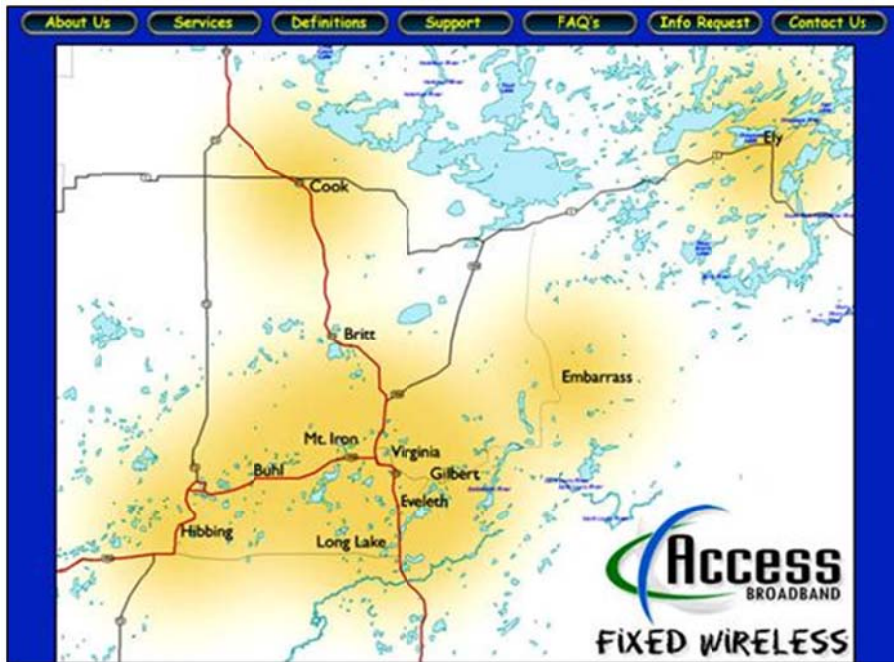 About Us Services Definitions Support FAQ's Info Request Contact Us
Ely
Cook
Britt
Embarrass
Mt. Iron
Virginia
Buhl
Gilbert
Eveleth
Hibbing
Long Lake
Access
BROADBAND
FiXED WiRELESS